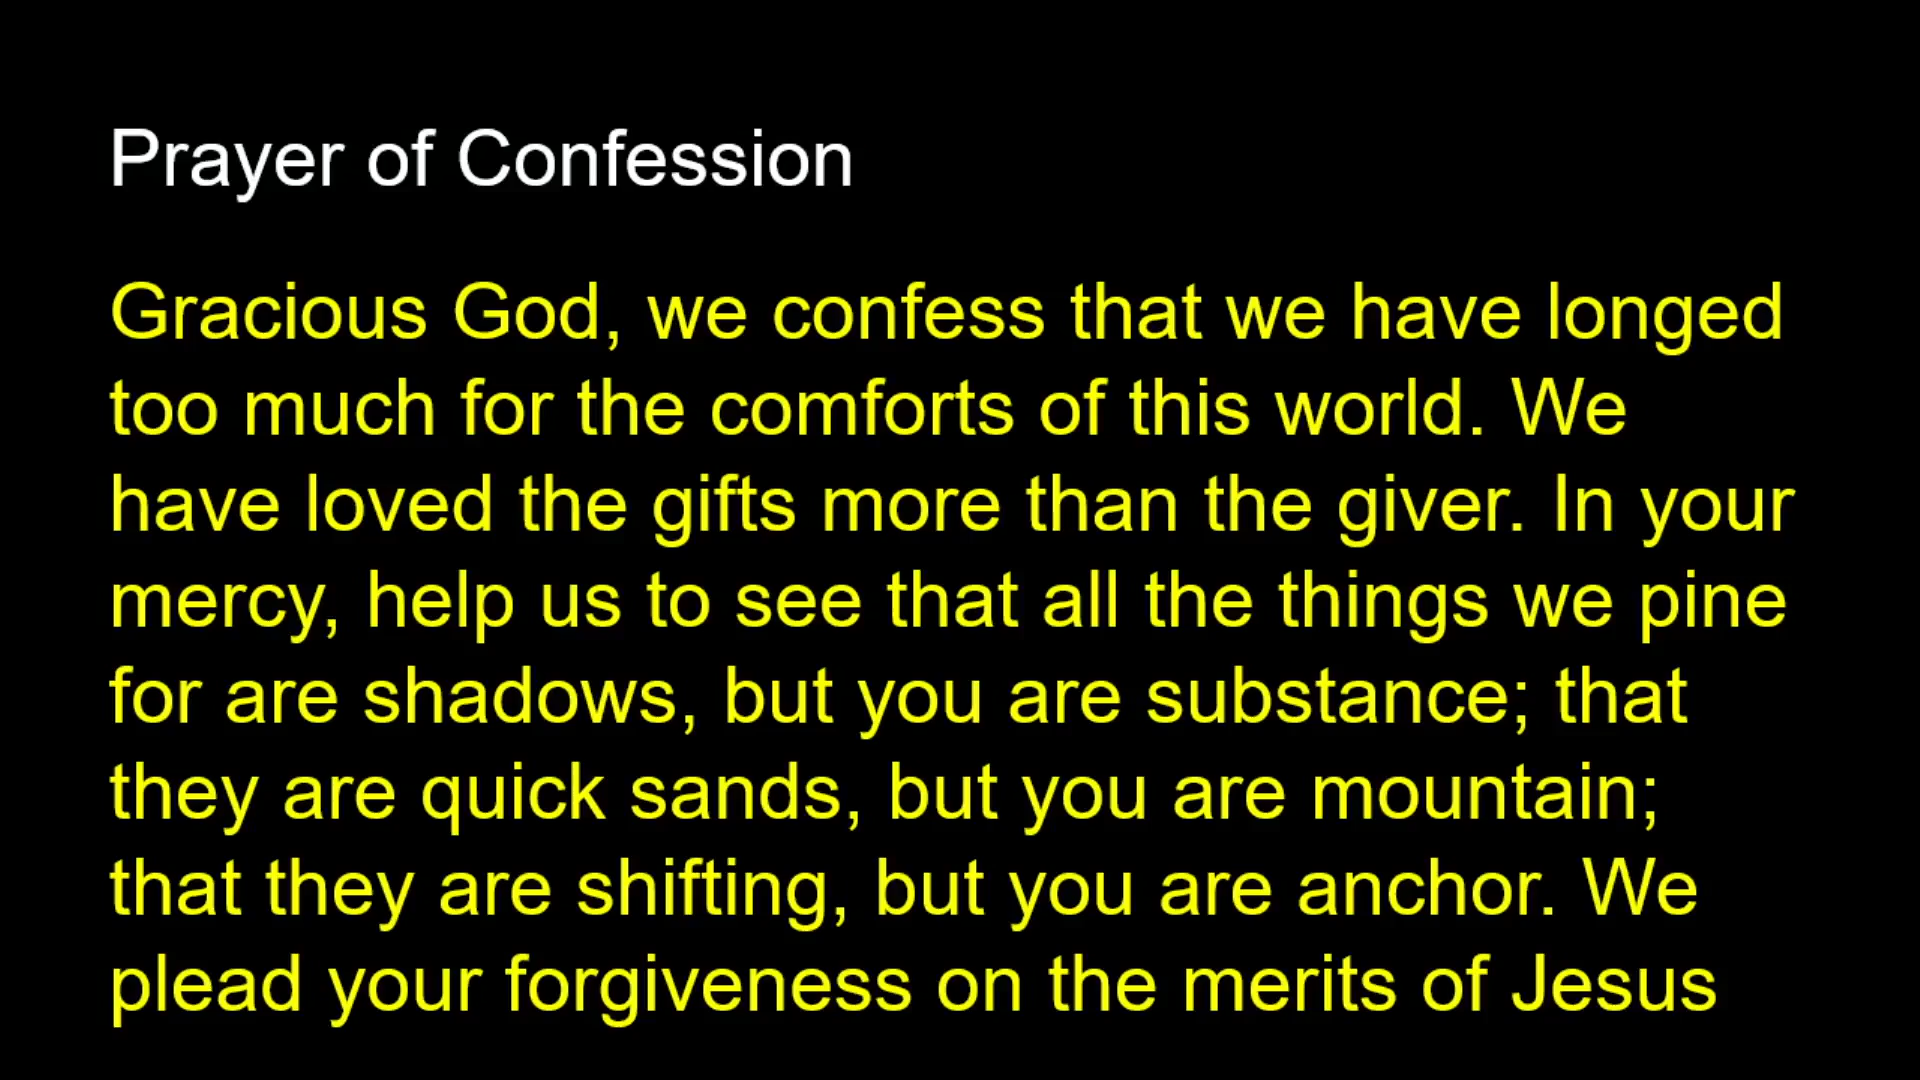 Prayer of Confession
Gracious God, we confess that we have longed
too much for the comforts of this world. We
have loved the gifts more than the giver. In your
mercy, help us to see that all the things we pine
for are shadows, but you are substance; that
they are quick sands, but you are mountain;
that they are shifting, but you are anchor. We
plead your forgiveness on the merits of Jesus